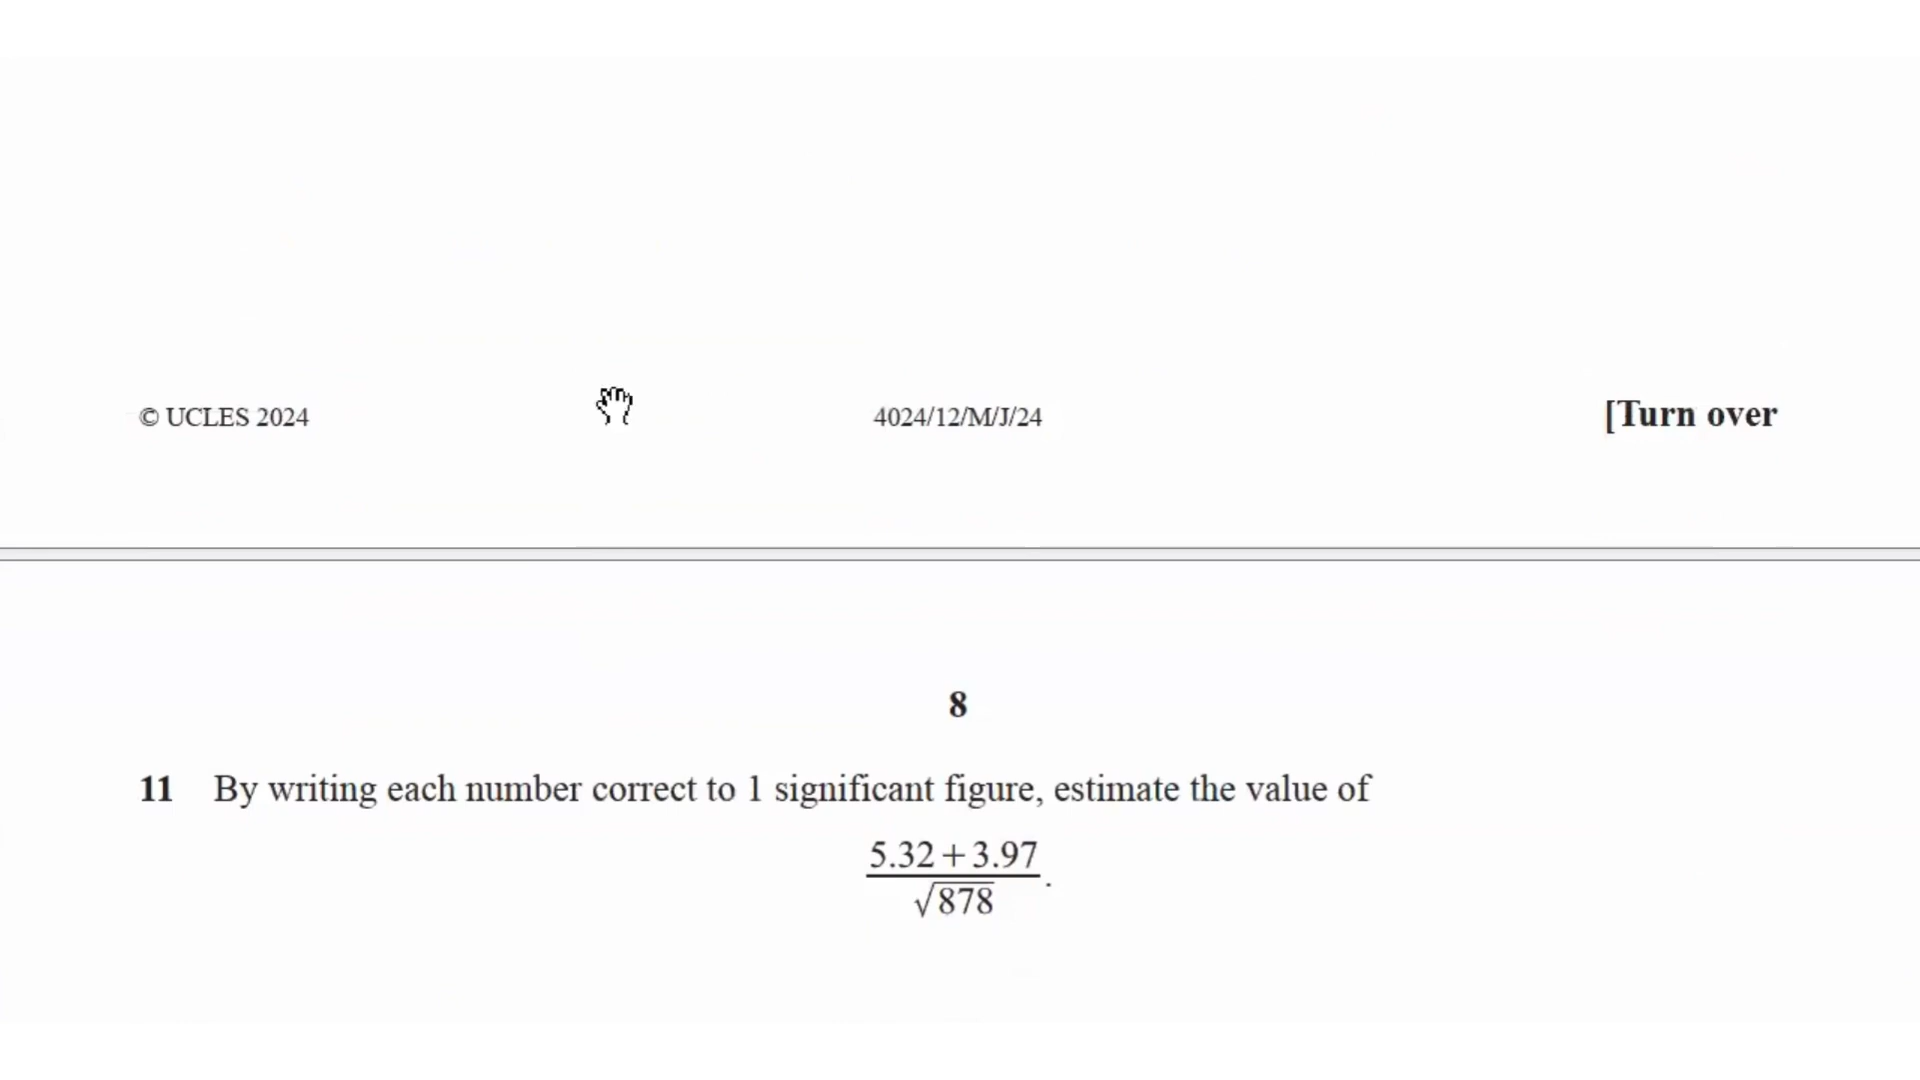 © UCLES 2024 4024/12/M/J/24 [Turn over
8
11 By writing each number correct to 1 significant figure, estimate the value of
5.32+3.97
√878 .